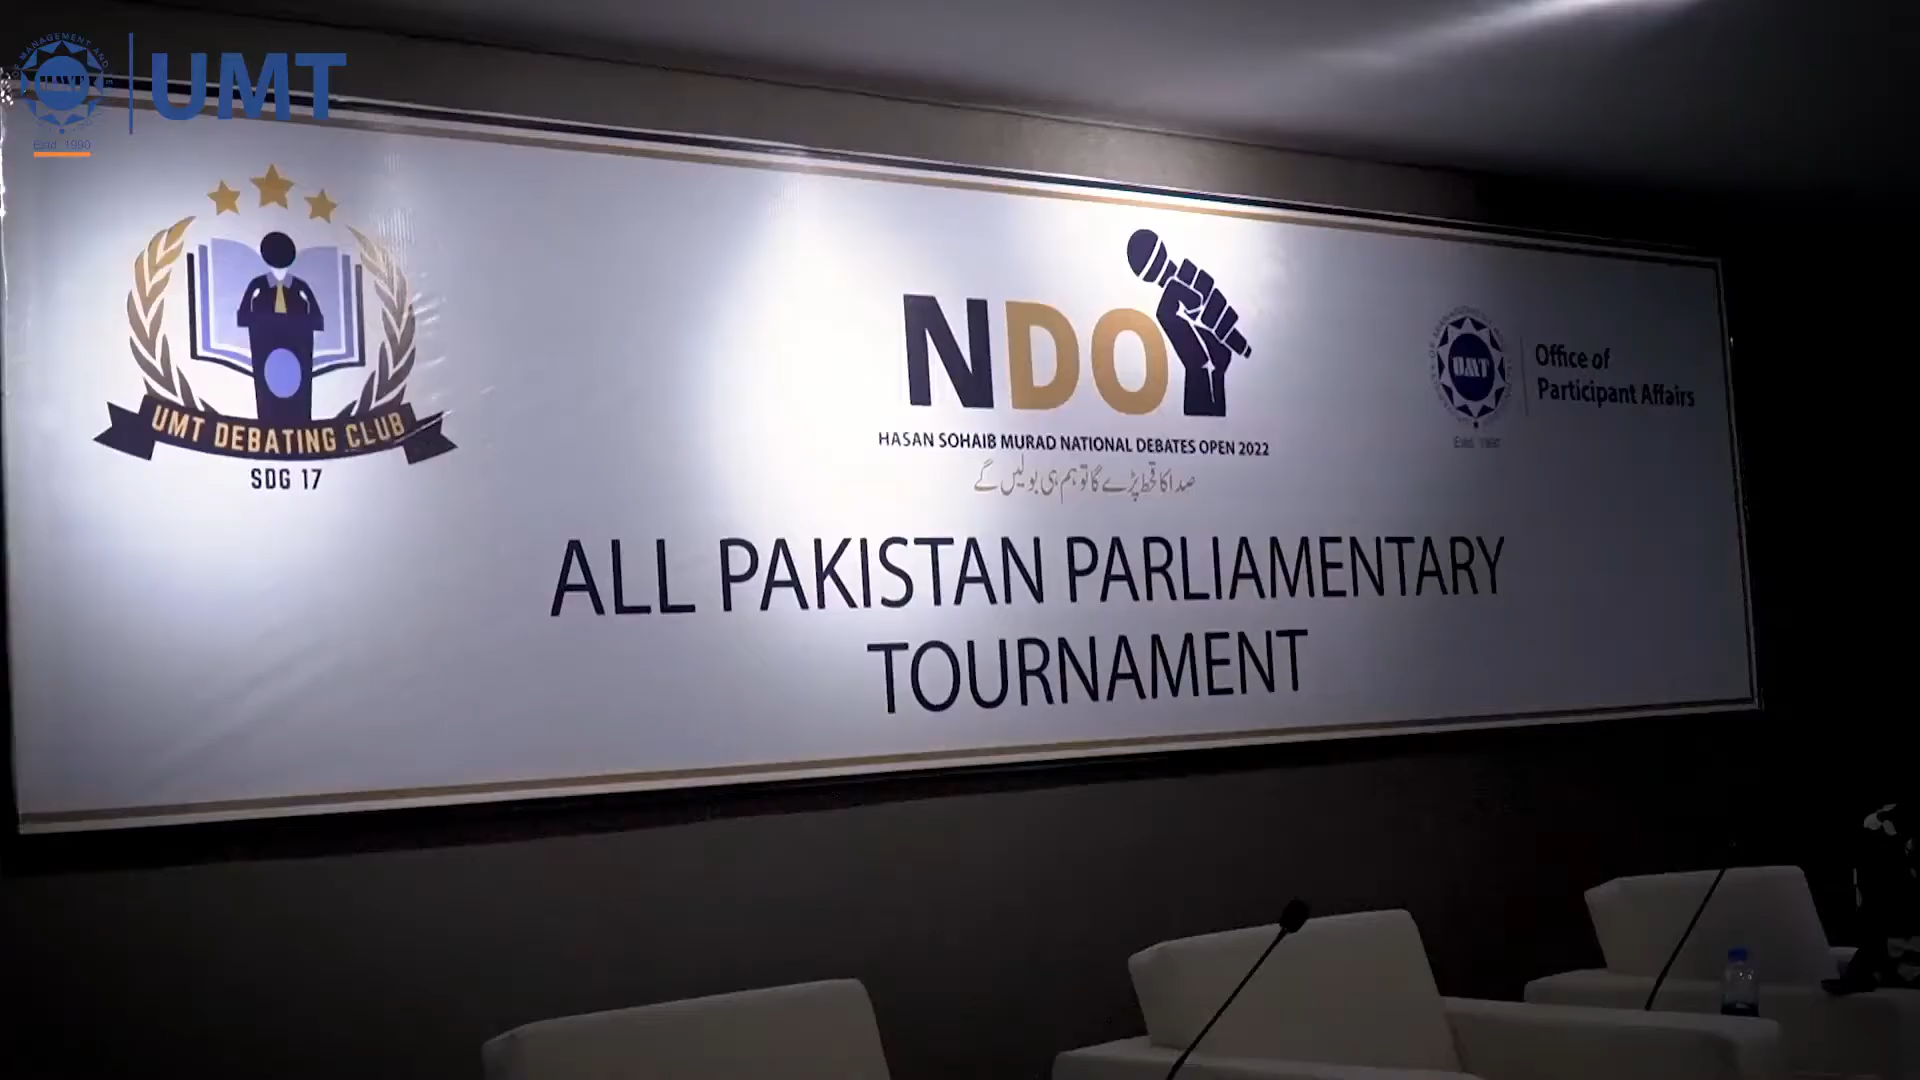 UMT
Estd. 1990
UMT DEBATING CLUB
SDG 17
NDO
HASAN SOHAIB MURAD NATIONAL DEBATES OPEN 2022
صدا کا قحط پڑے گا تو ہم ہی بولیں گے
UMT
Office of
Participant Affairs
Estd. 1990
ALL PAKISTAN PARLIAMENTARY
TOURNAMENT